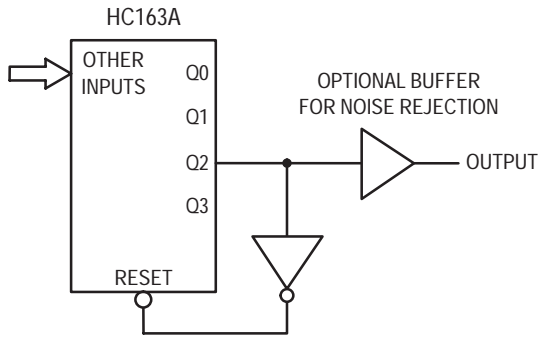 HC163A
OTHER
INPUTS
Q0
Q1
Q2
Q3
RESET
OPTIONAL BUFFER
FOR NOISE REJECTION
OUTPUT